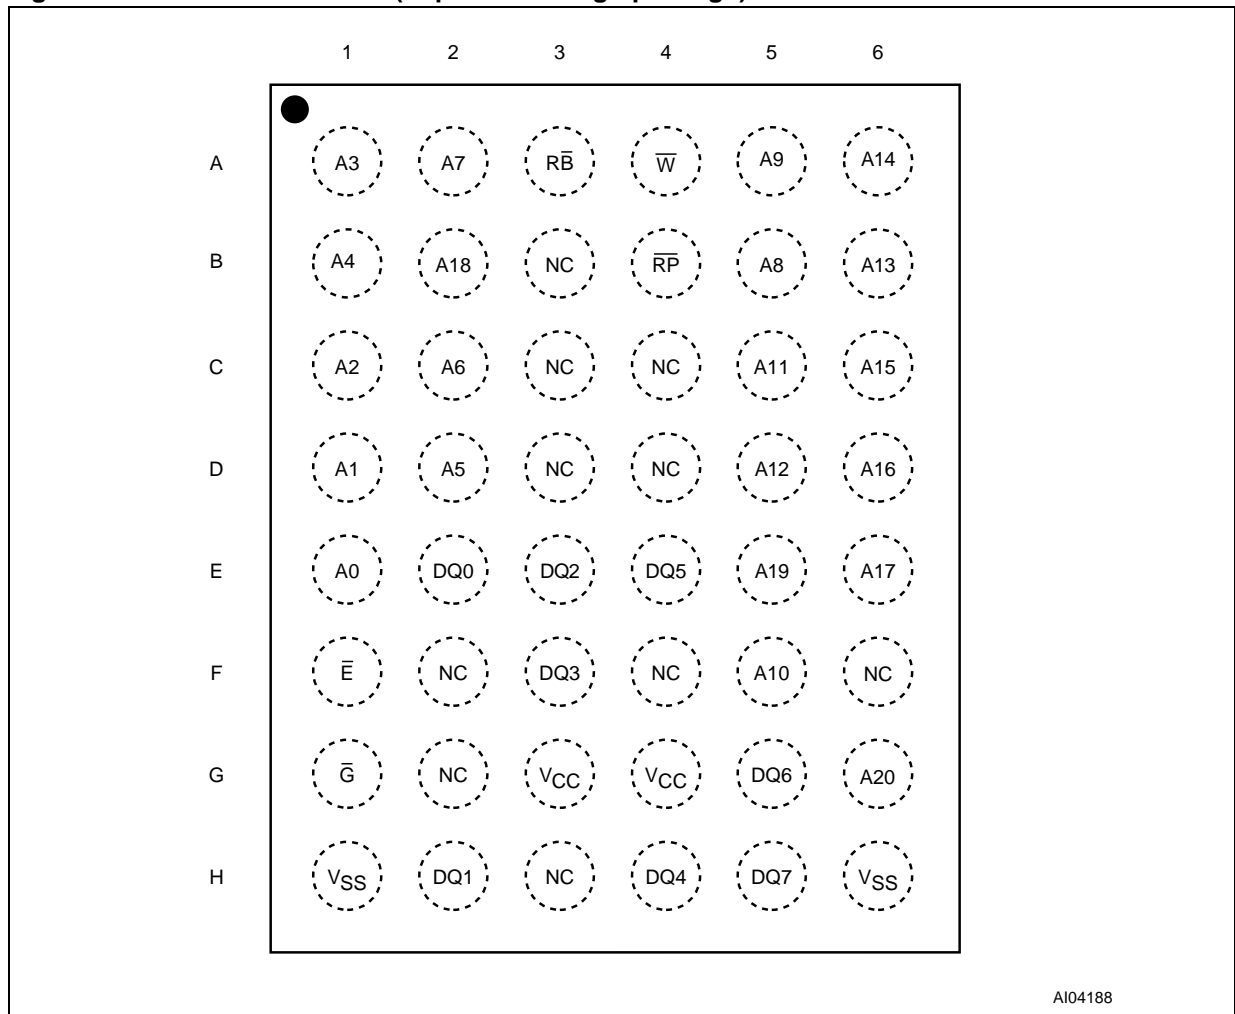 1 2 3 4 5 6
A A3 A7 RB̅ W̅ A9 A14
B A4 A18 NC R̅P̅ A8 A13
C A2 A6 NC NC A11 A15
D A1 A5 NC NC A12 A16
E A0 DQ0 DQ2 DQ5 A19 A17
F E̅ NC DQ3 NC A10 NC
G G̅ NC VCC VCC DQ6 A20
H VSS DQ1 NC DQ4 DQ7 VSS
AI04188